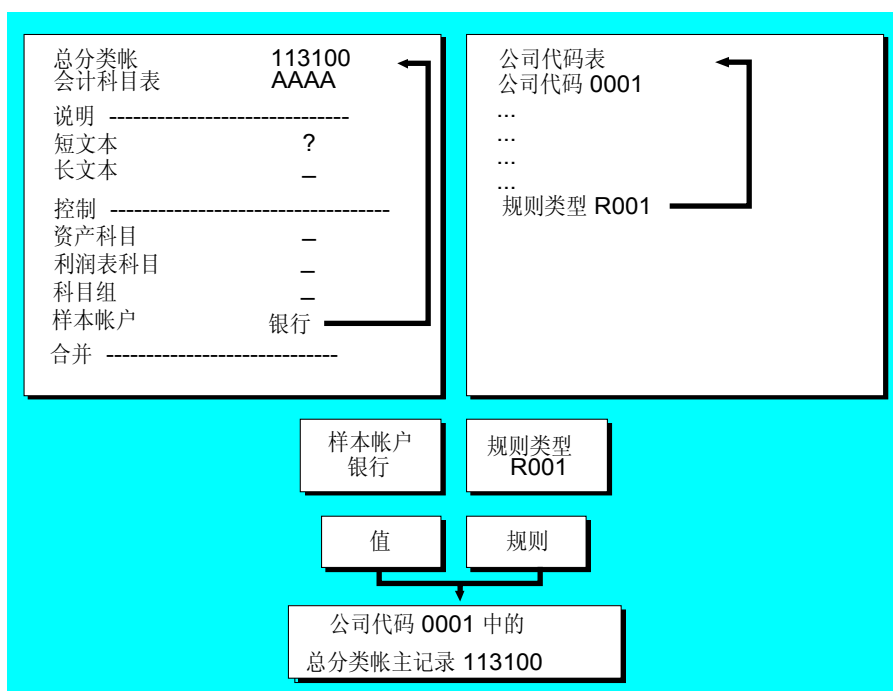 总分类帐 113100
会计科目表 AAAA
说明 ------------------------------
短文本 ?
长文本 _
控制 -----------------------------------
资产科目 _
利润表科目 _
科目组 _
样本帐户 银行
合并 -----------------------------
公司代码表
公司代码 0001
...
...
...
...
规则类型 R001
样本帐户
银行
规则类型
R001
值
规则
公司代码 0001 中的
总分类帐主记录 113100